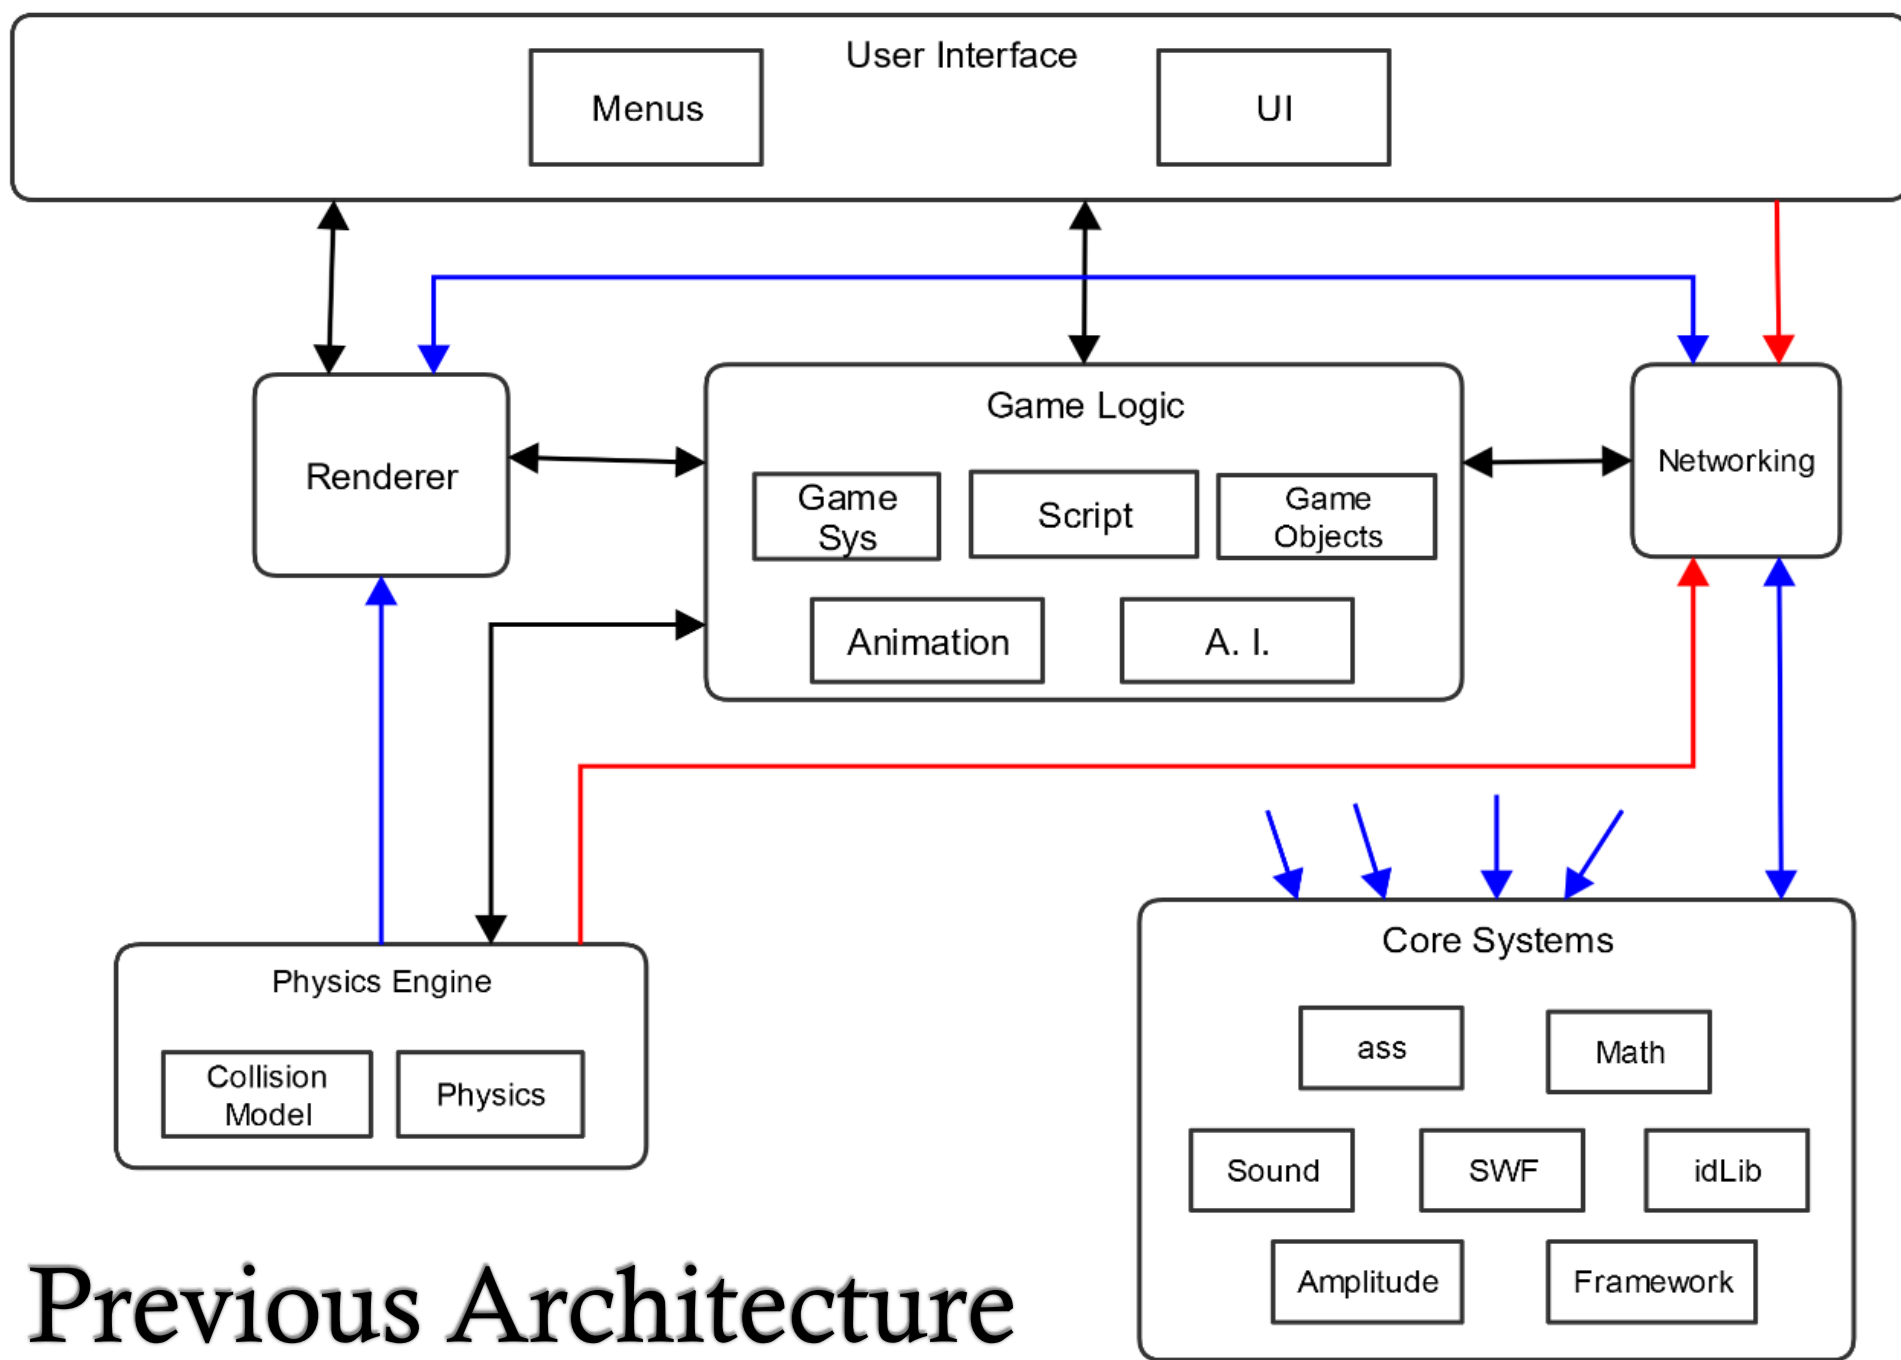 User Interface
Menus
UI
Renderer
Game Logic
Game
Sys
Script
Game
Objects
Animation
A. I.
Networking
Physics Engine
Collision
Model
Physics
Core Systems
ass
Math
Sound
SWF
idLib
Amplitude
Framework
Previous Architecture